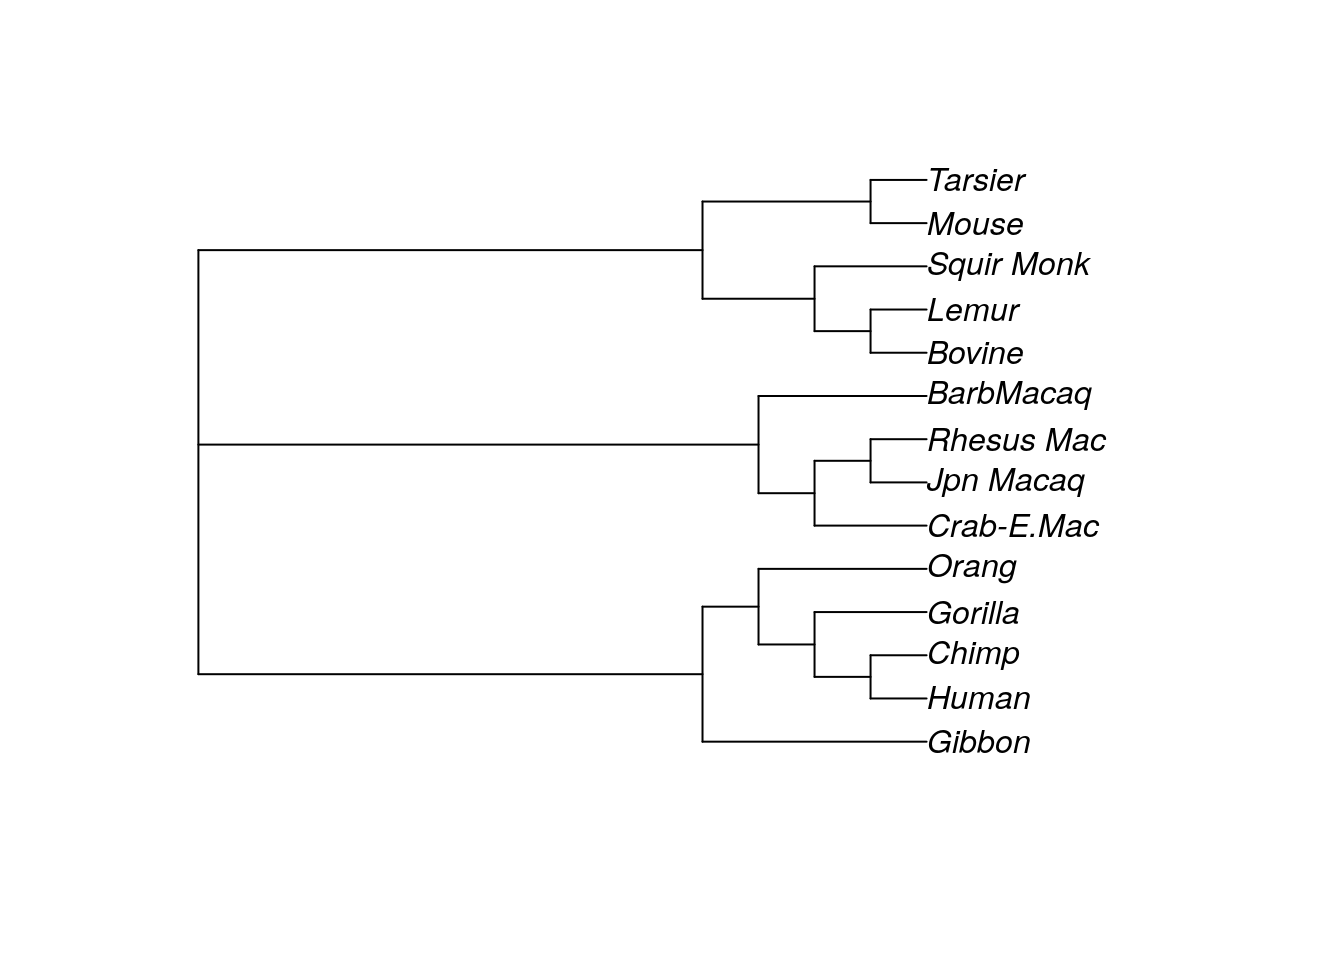 Tarsier
Mouse
Squir Monk
Lemur
Bovine
BarbMacaq
Rhesus Mac
Jpn Macaq
Crab-E.Mac
Orang
Gorilla
Chimp
Human
Gibbon